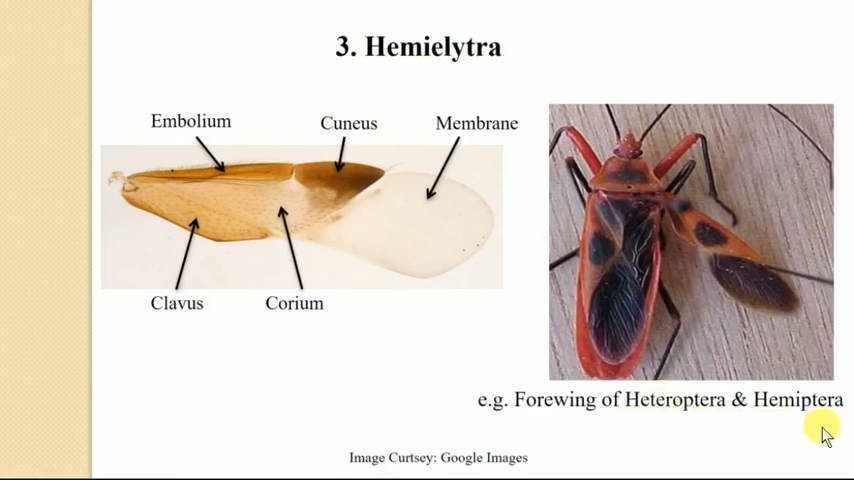 3. Hemielytra
Embolium
Cuneus
Membrane
Clavus
Corium
e.g. Forewing of Heteroptera & Hemiptera
Image Curtsey: Google Images